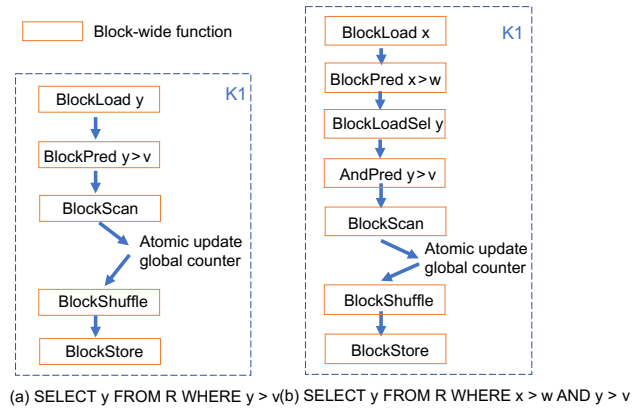 Block-wide function
K1
BlockLoad y
BlockPred y > v
BlockScan
Atomic update
global counter
BlockShuffle
BlockStore
(a) SELECT y FROM R WHERE y > v
K1
BlockLoad x
BlockPred x > w
BlockLoadSel y
AndPred y > v
BlockScan
Atomic update
global counter
BlockShuffle
BlockStore
(b) SELECT y FROM R WHERE x > w AND y > v